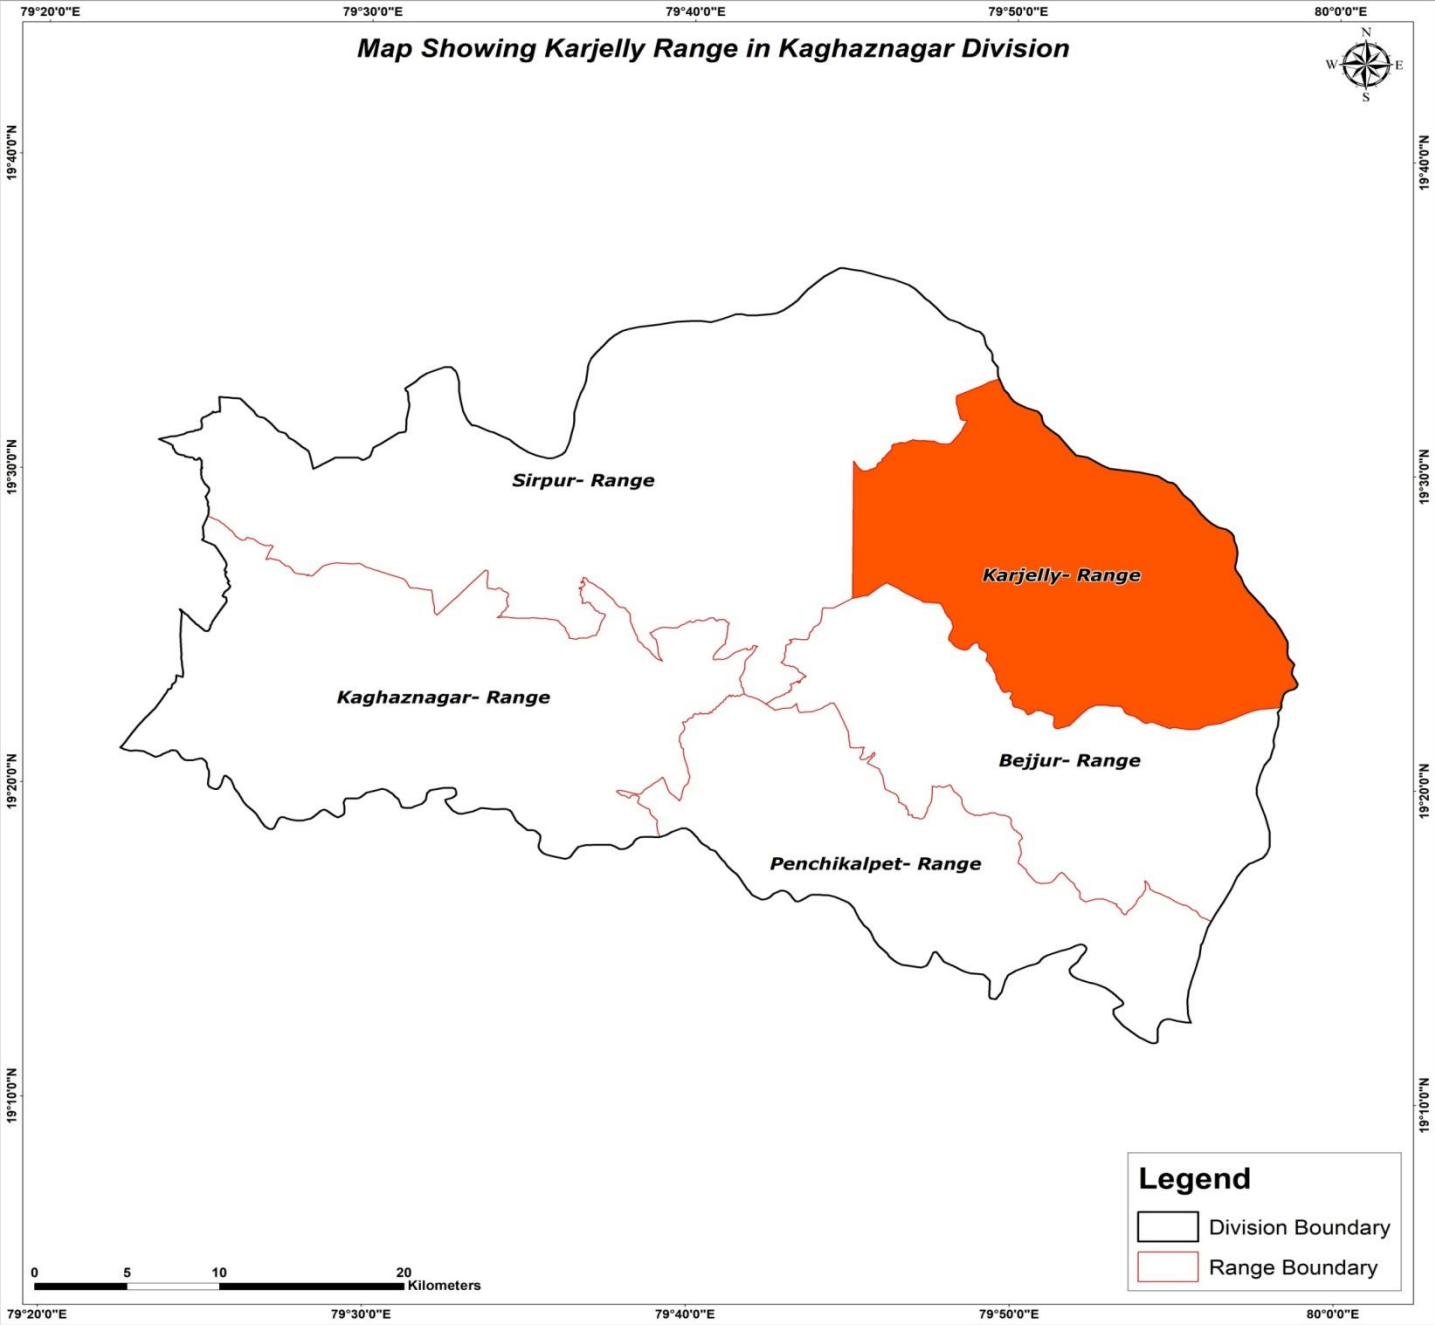 79°20'0"E 79°30'0"E 79°40'0"E 79°50'0"E 80°0'0"E
Map Showing Karjelly Range in Kaghaznagar Division
N
W E
S
19°40'0"N 19°40'0"N
19°30'0"N 19°30'0"N
Sirpur- Range
Karjelly- Range
Kaghaznagar- Range
Bejjur- Range
19°20'0"N 19°20'0"N
Penchikalpet- Range
19°10'0"N 19°10'0"N
Legend
Division Boundary
Range Boundary
0 5 10 20
Kilometers
79°20'0"E 79°30'0"E 79°40'0"E 79°50'0"E 80°0'0"E